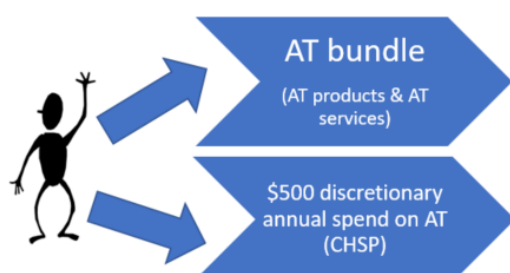 AT bundle
(AT products & AT
services)
$500 discretionary
annual spend on AT
(CHSP)